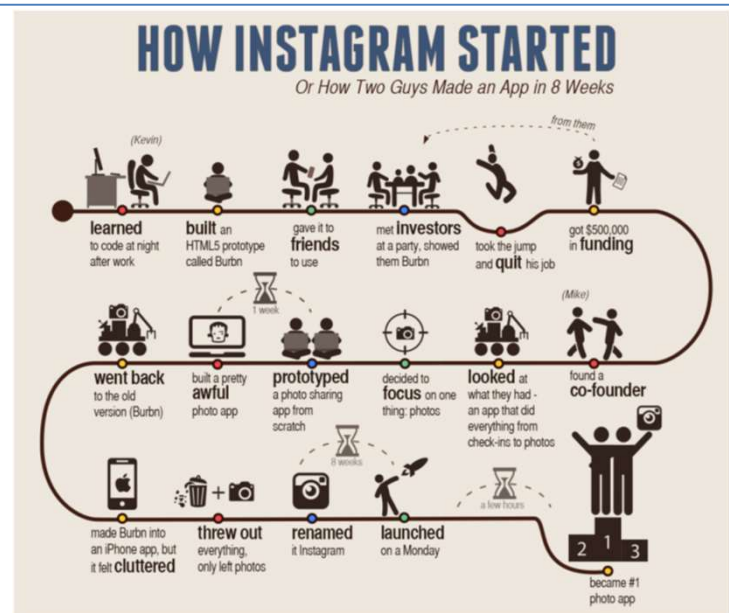 HOW INSTAGRAM STARTED
Or How Two Guys Made an App in 8 Weeks
(Kevin)
from them
learned
to code at night
after work
built an
HTML5 prototype
called Burbn
gave it to
friends
to use
met investors
at a party, showed
them Burbn
took the jump
and quit his job
got $500,000
in funding
(Mike)
found a
co-founder
looked at
what they had -
an app that did
everything from
check-ins to photos
decided to
focus on one
thing: photos
prototyped
a photo sharing
app from
scratch
1 week
built a pretty
awful
photo app
went back
to the old
version (Burbn)
made Burbn into
an iPhone app, but
it felt cluttered
threw out
everything,
only left photos
renamed
it Instagram
8 weeks
launched
on a Monday
a few hours
2 1 3
became #1
photo app